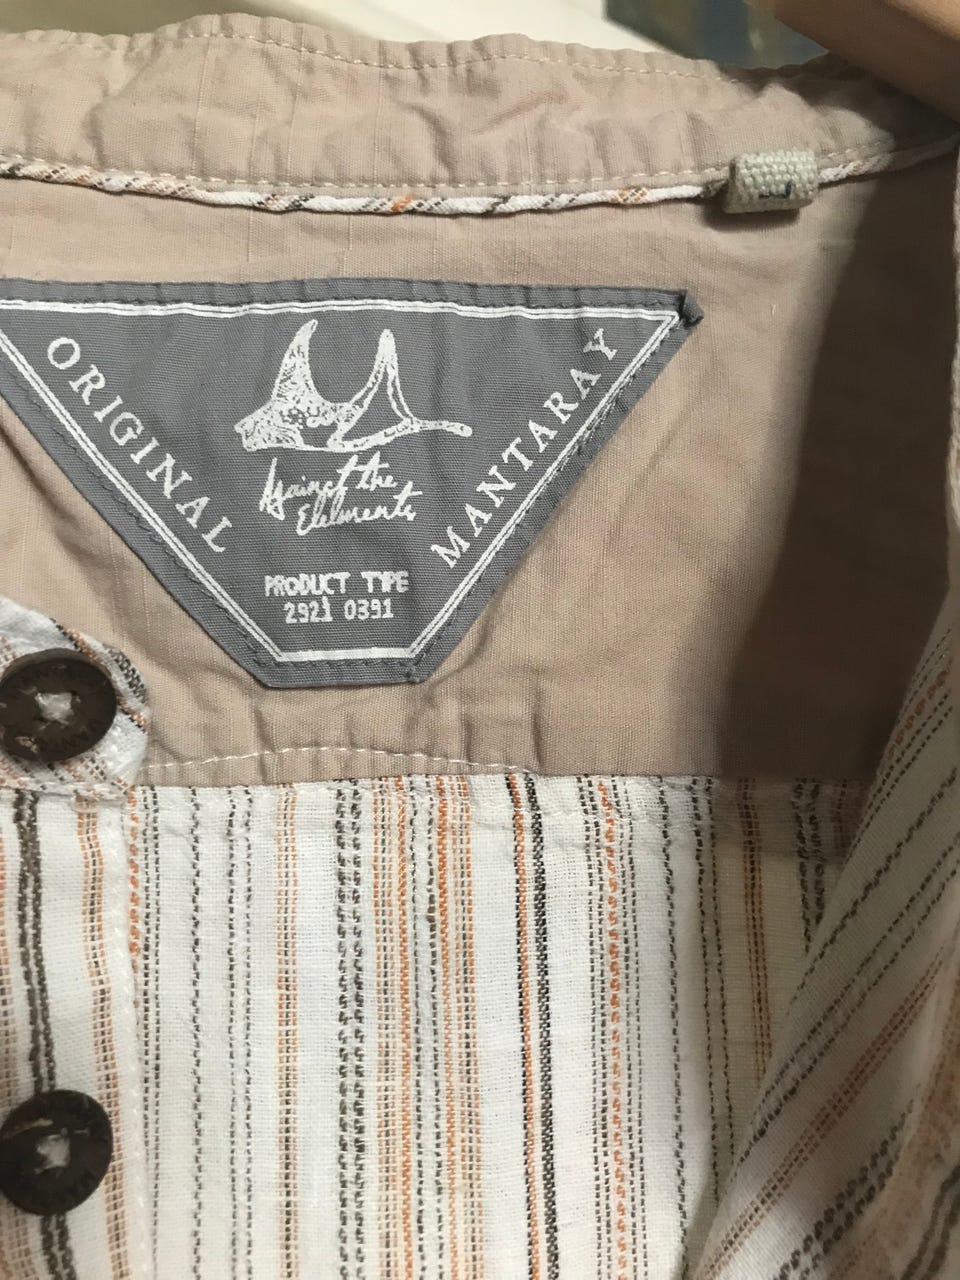 L
ORIGINAL
MANTARAY
Against the
Elements
PRODUCT TYPE
2921 0391